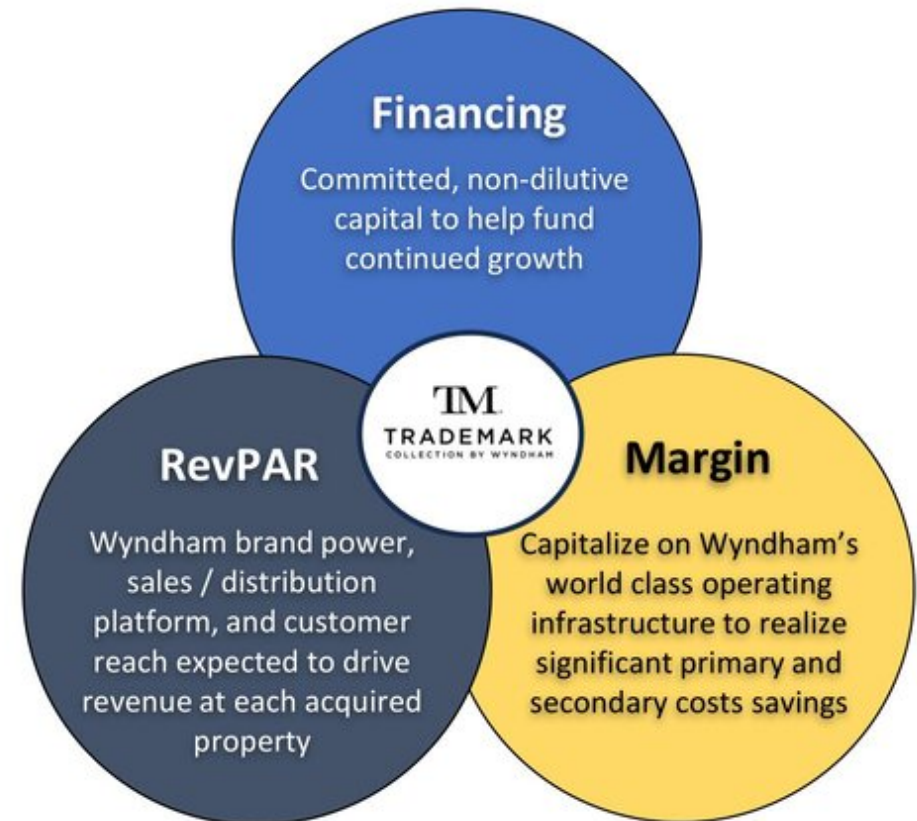 Financing
Committed, non-dilutive
capital to help fund
continued growth
TM
TRADEMARK
COLLECTION BY WYNDHAM
RevPAR
Wyndham brand power,
sales / distribution
platform, and customer
reach expected to drive
revenue at each acquired
property
Margin
Capitalize on Wyndham’s
world class operating
infrastructure to realize
significant primary and
secondary costs savings